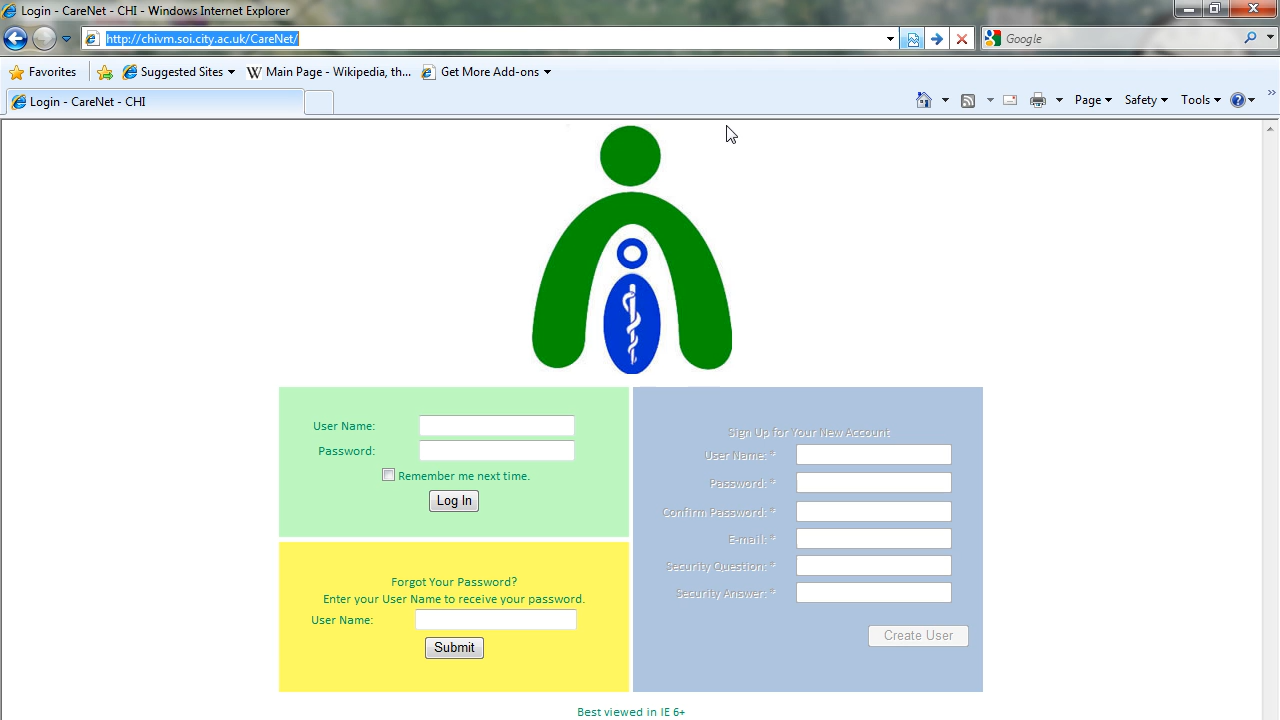 Login - CareNet - CHI - Windows Internet Explorer
http://chivm.soi.city.ac.uk/CareNet/
Google
Favorites
Suggested Sites
Main Page - Wikipedia, th...
Get More Add-ons
Login - CareNet - CHI
Page
Safety
Tools
User Name:
Password:
Remember me next time.
Log In
Forgot Your Password?
Enter your User Name to receive your password.
User Name:
Submit
Sign Up for Your New Account
User Name: *
Password: *
Confirm Password: *
E-mail: *
Security Question: *
Security Answer: *
Create User
Best viewed in IE 6+